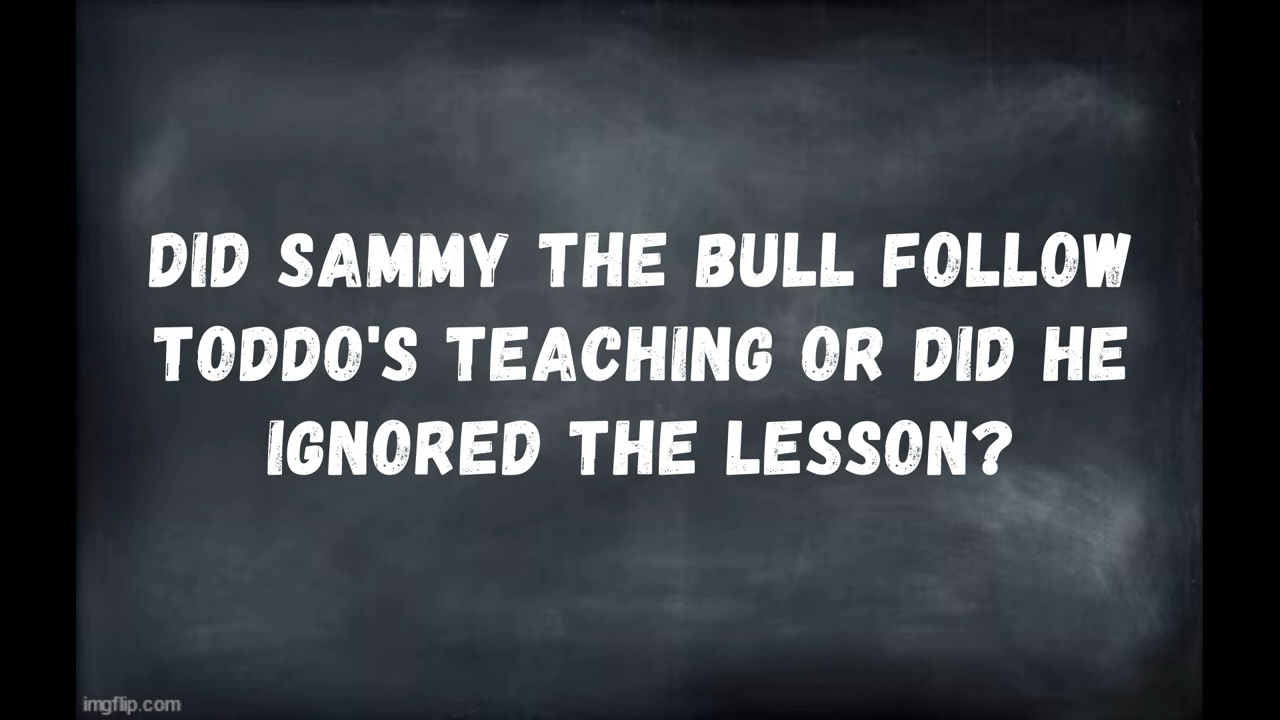 DID SAMMY THE BULL FOLLOW
TODDO'S TEACHING OR DID HE
IGNORED THE LESSON?
imgflip.com